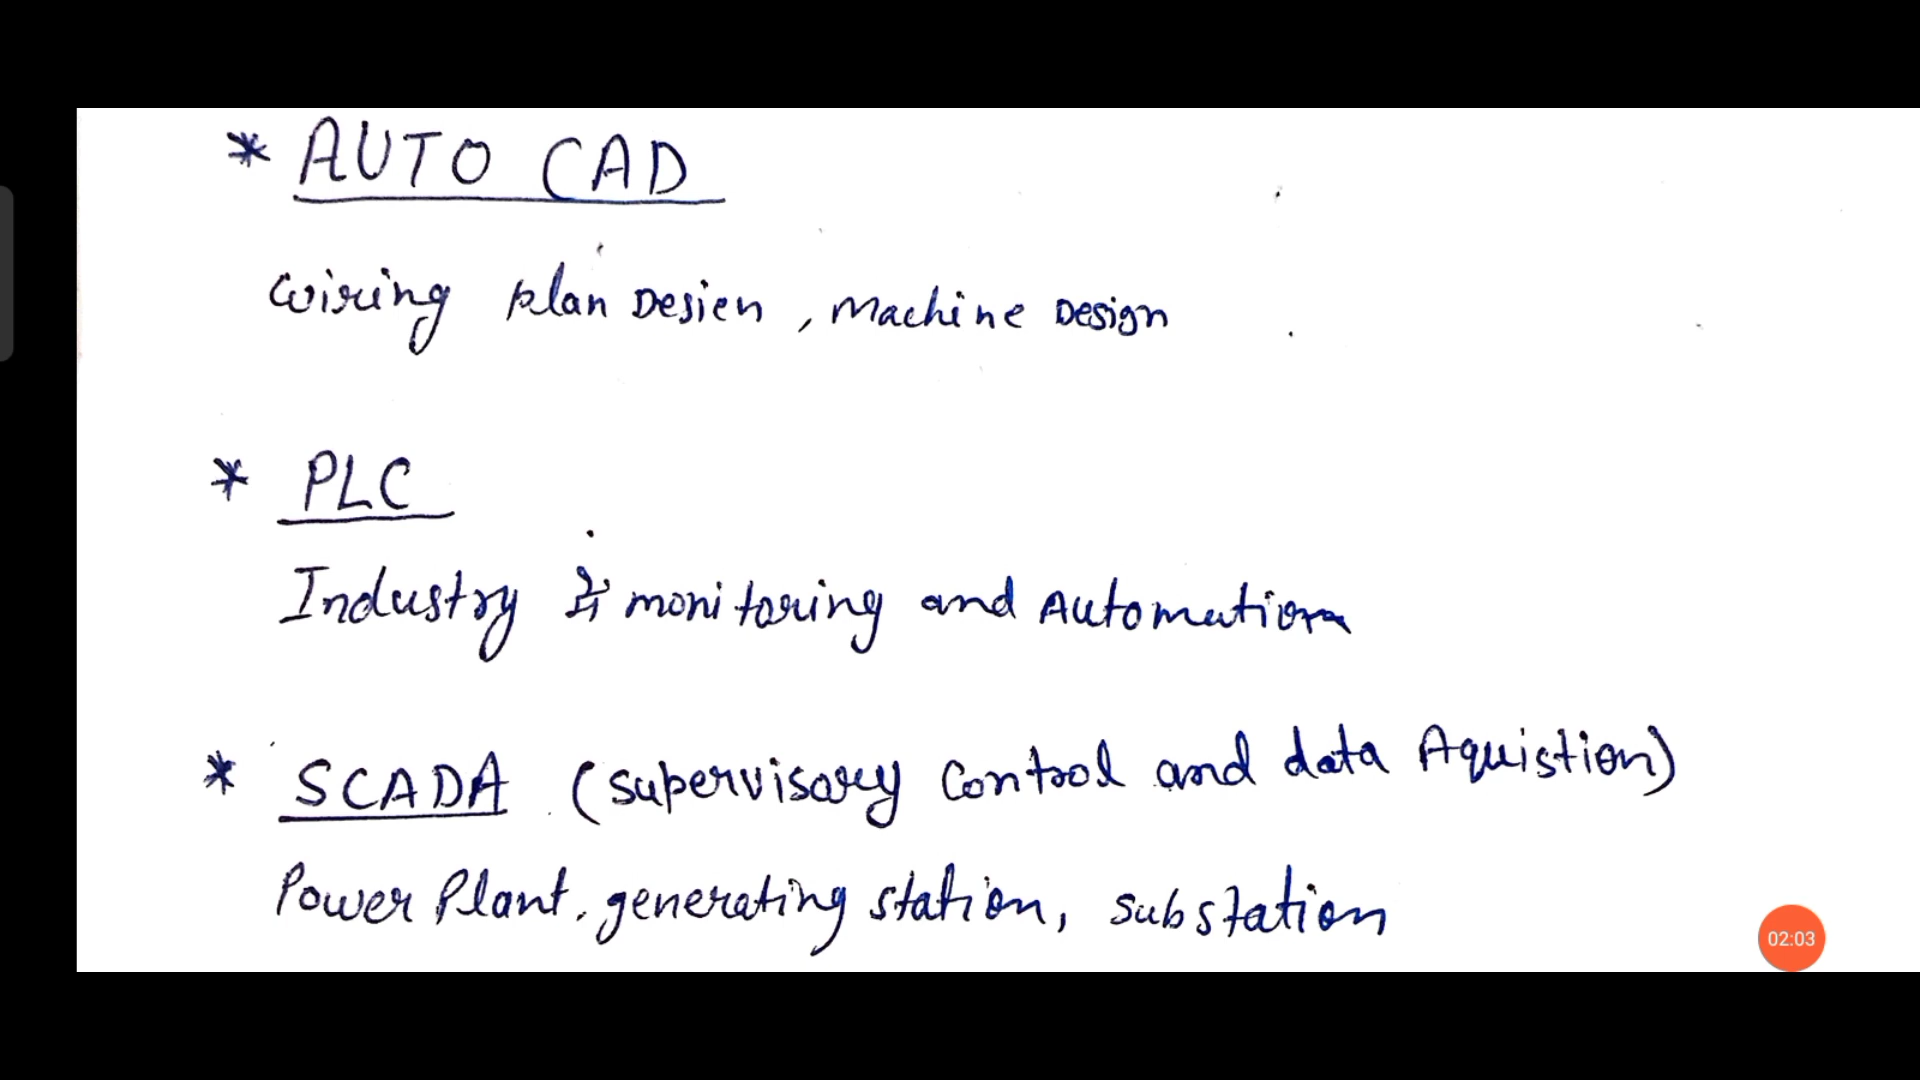 * AUTO CAD
Wiring Plan Desien, Machine Design
* PLC
Industry में monitoring and Automation
* SCADA (Supervisory Control and data Aquistion)
Power Plant. generating station, substation
02:03